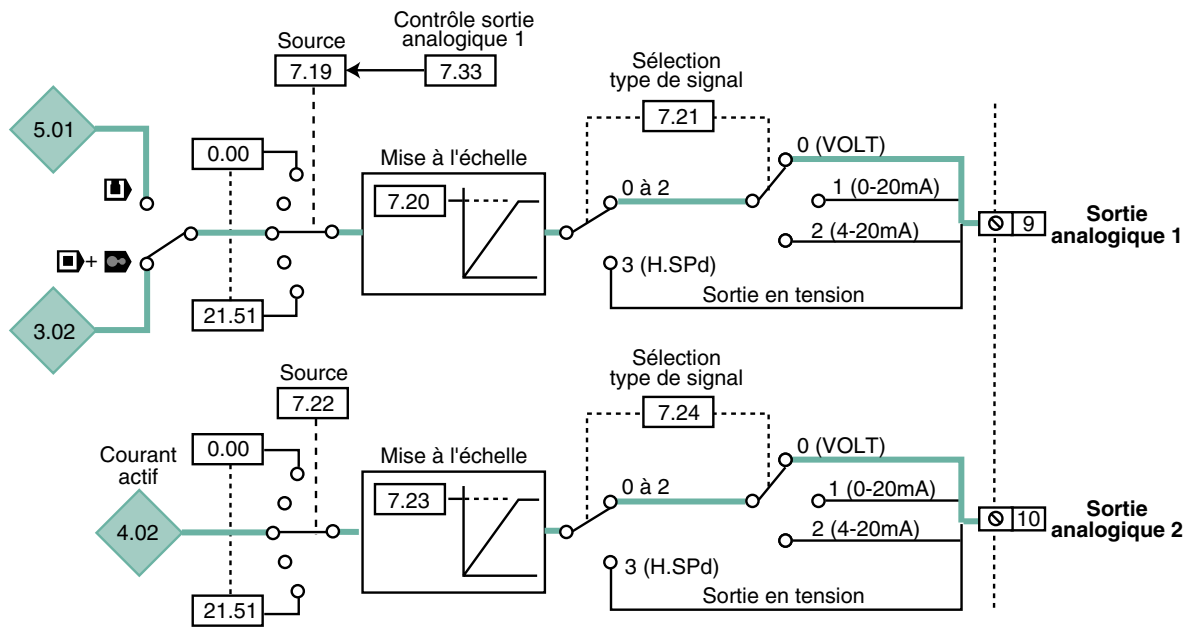 Contrôle sortie
analogique 1
Source
7.19
7.33
Sélection
type de signal
7.21
5.01
0.00
Mise à l'échelle
7.20
0 (VOLT)
0 à 2
1 (0-20mA)
2 (4-20mA)
9
Sortie
analogique 1
+
3 (H.SPd)
Sortie en tension
3.02
21.51
Source
7.22
Sélection
type de signal
7.24
Courant
actif
0.00
Mise à l'échelle
7.23
0 (VOLT)
0 à 2
1 (0-20mA)
4.02
2 (4-20mA)
10
Sortie
analogique 2
3 (H.SPd)
Sortie en tension
21.51